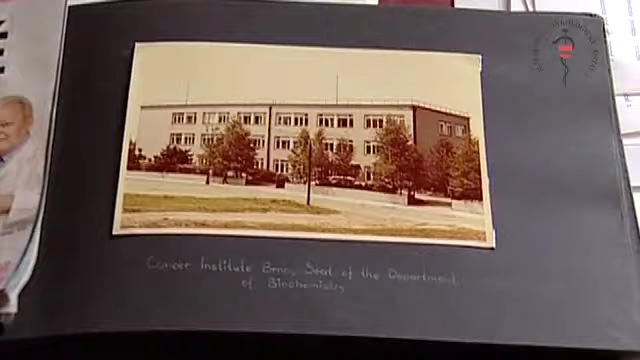 Cancer Institute Brno, Seat of the Department
of Biochemistry